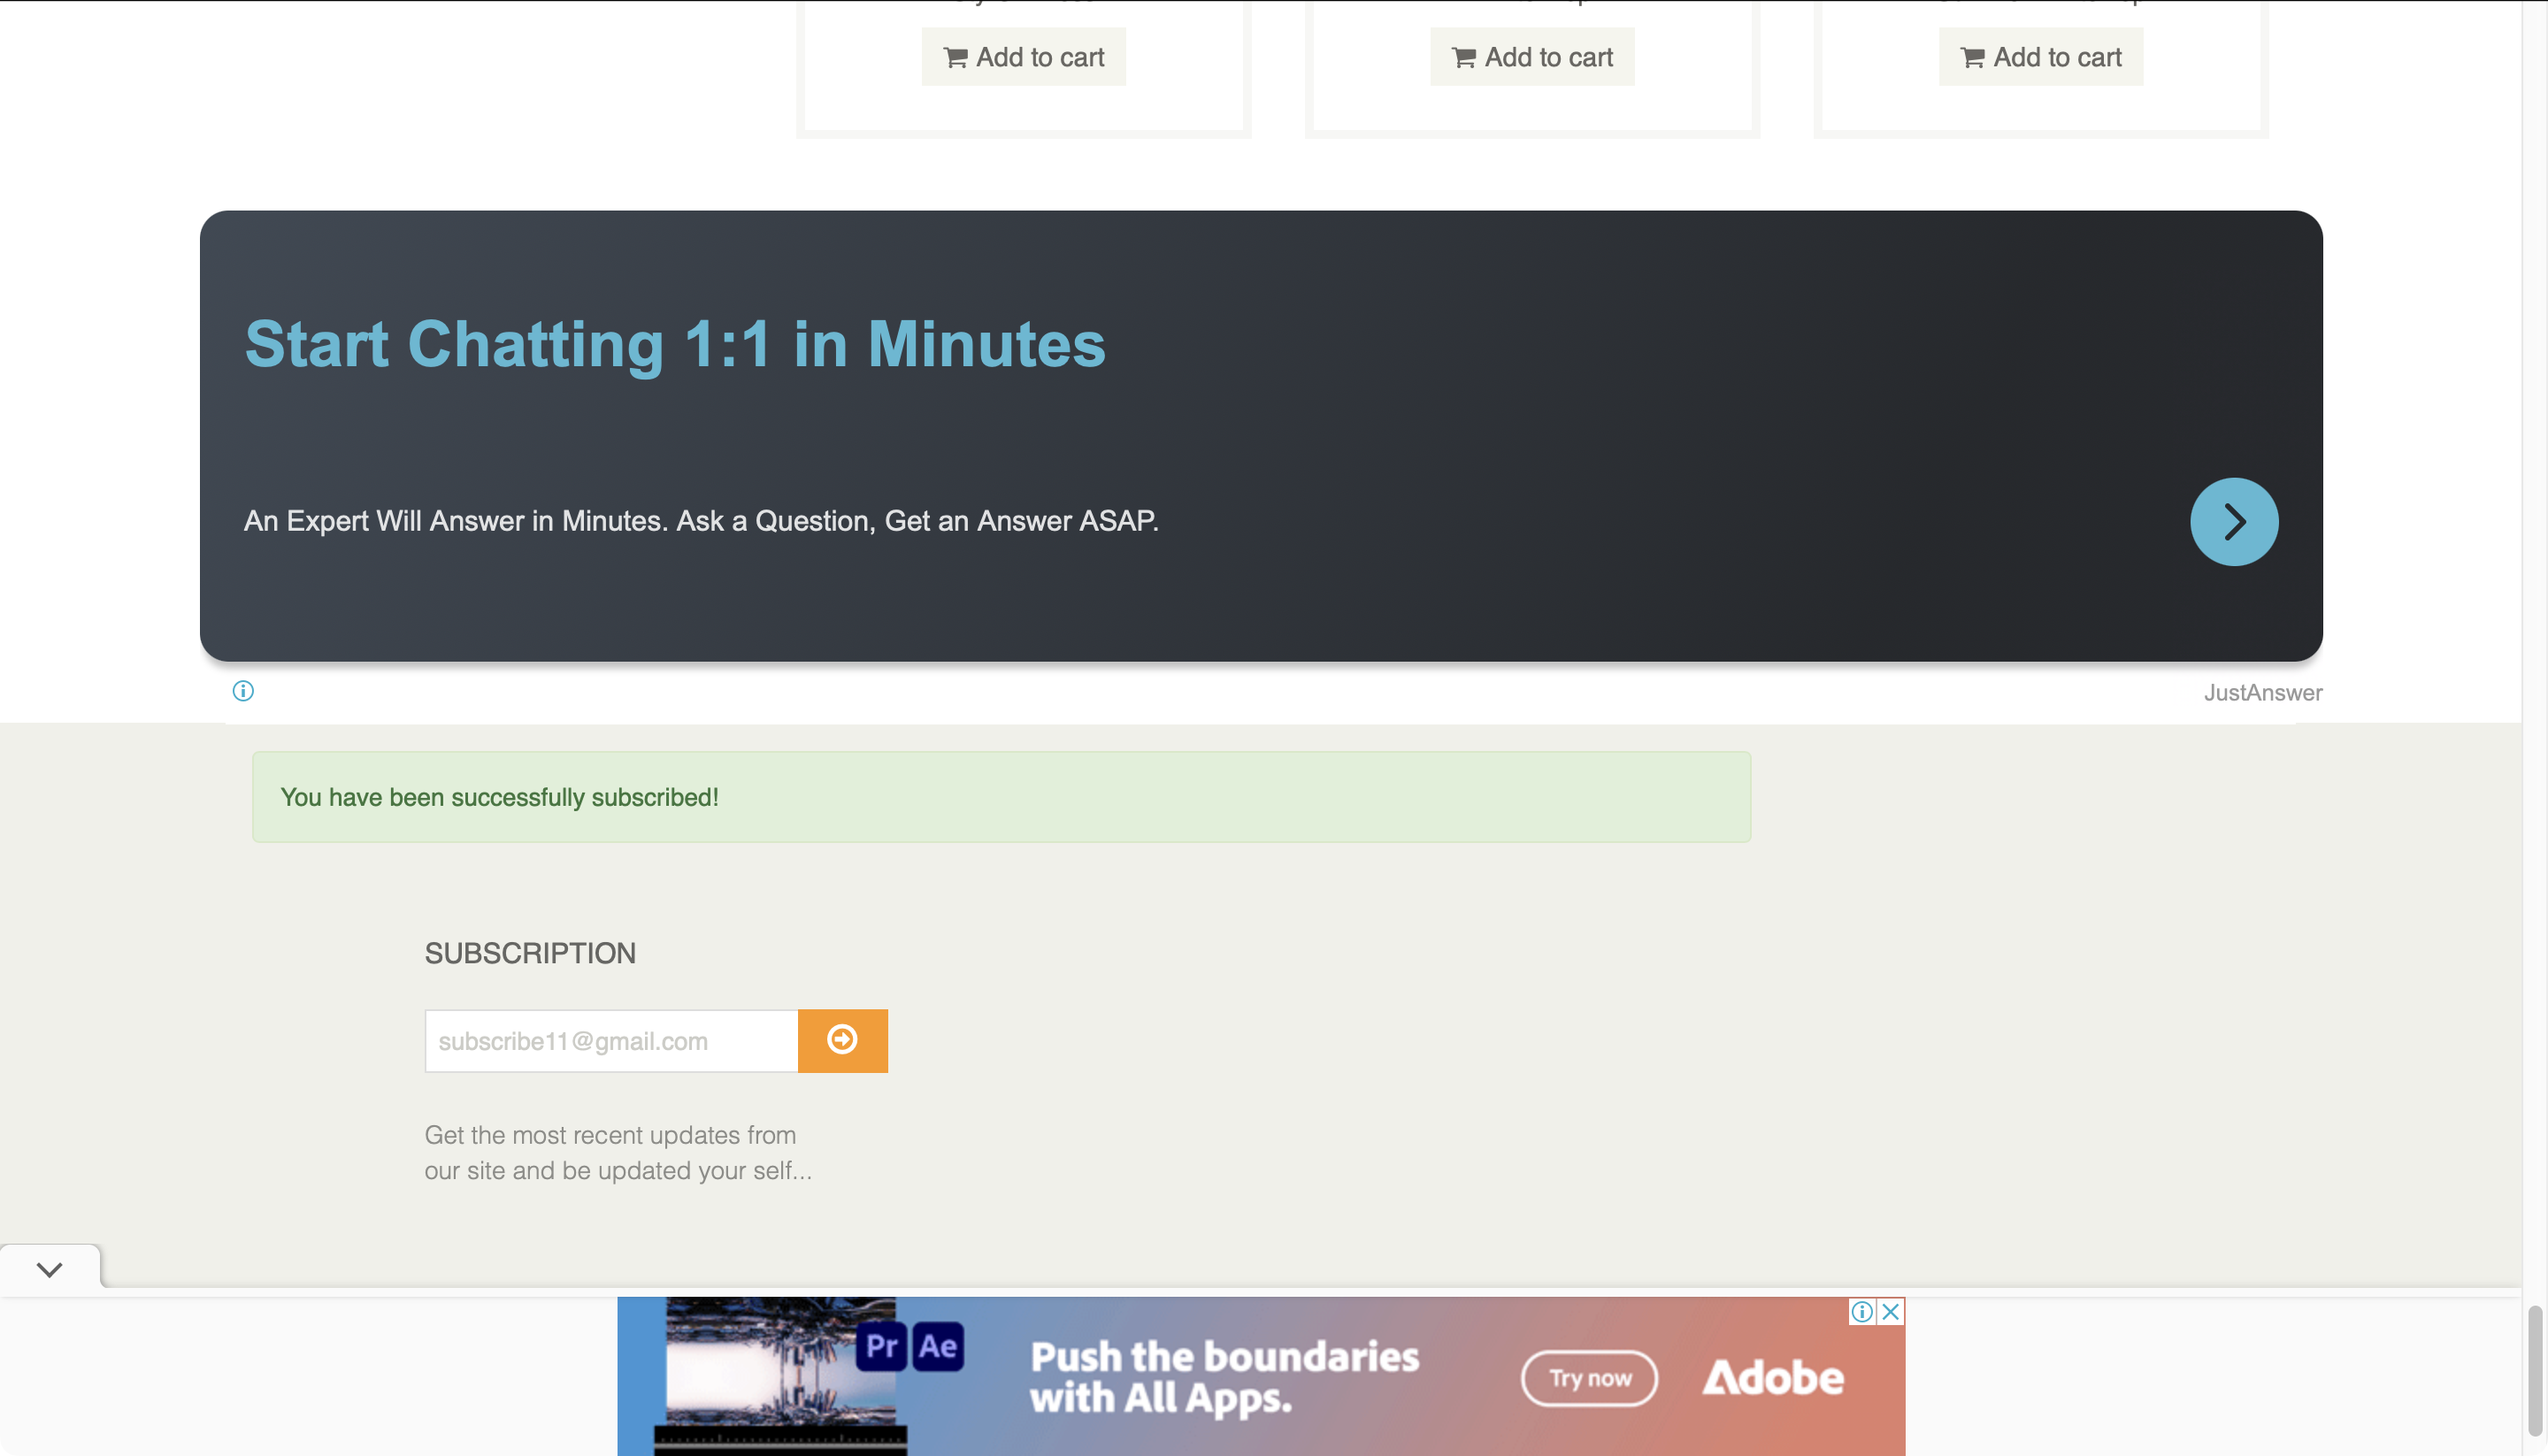 Add to cart
Add to cart
Add to cart
Start Chatting 1:1 in Minutes
An Expert Will Answer in Minutes. Ask a Question, Get an Answer ASAP.
JustAnswer
You have been successfully subscribed!
SUBSCRIPTION
subscribe11@gmail.com
Get the most recent updates from
our site and be updated your self...
Pr Ae
Push the boundaries
with All Apps.
Try now
Adobe